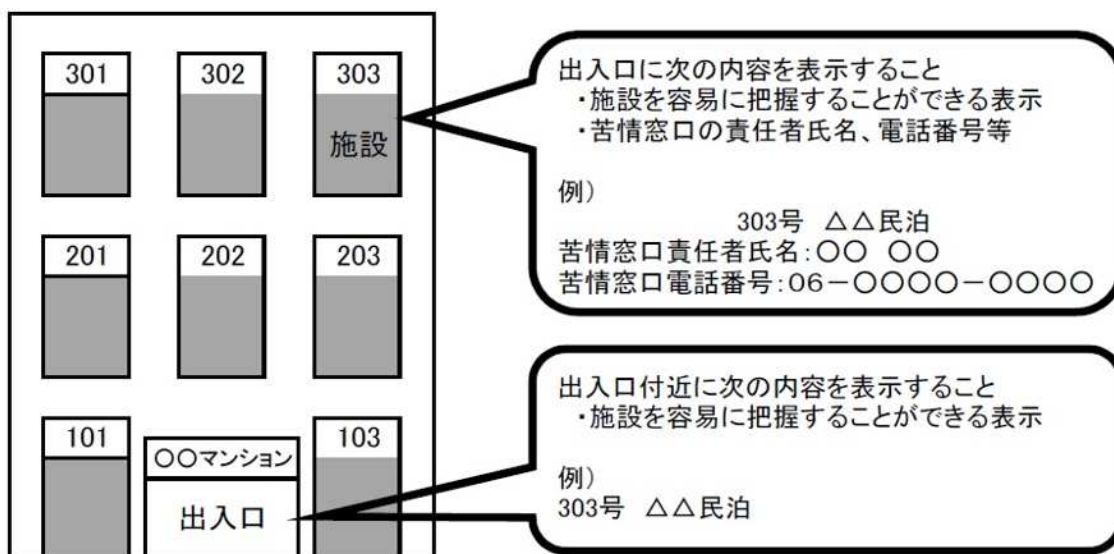 301
302
303
施設
201
202
203
101
103
〇〇マンション
出入口
出入口に次の内容を表示すること
・施設を容易に把握することができる表示
・苦情窓口の責任者氏名、電話番号等
例）
303号 △△民泊
苦情窓口責任者氏名：〇〇 〇〇
苦情窓口電話番号：06－〇〇〇〇－〇〇〇〇
出入口付近に次の内容を表示すること
・施設を容易に把握することができる表示
例）
303号 △△民泊